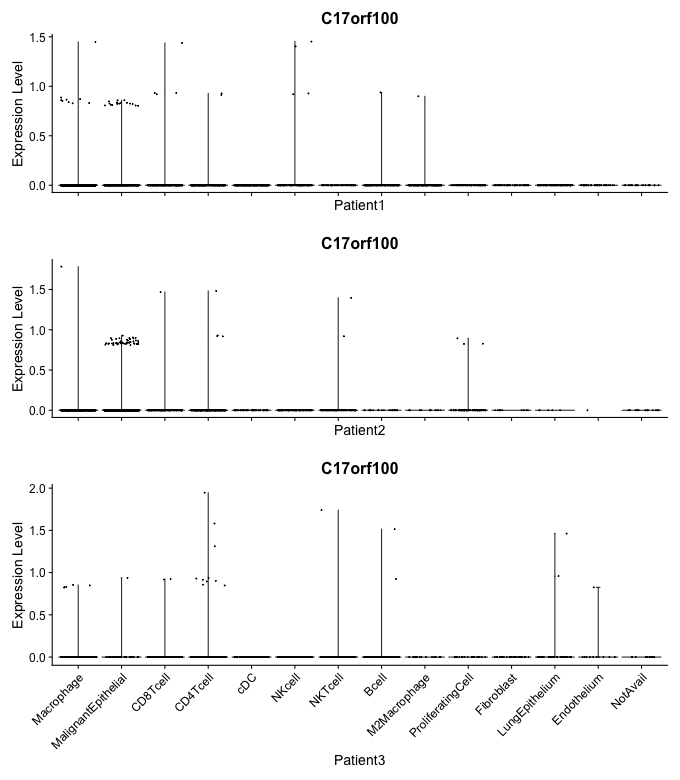 C17orf100
1.5
1.0
0.5
0.0
Expression Level
Patient1
C17orf100
1.5
1.0
0.5
0.0
Expression Level
Patient2
C17orf100
2.0
1.5
1.0
0.5
0.0
Expression Level
Macrophage
MalignantEpithelial
CD8Tcell
CD4Tcell
cDC
NKcell
NKTcell
Bcell
M2Macrophage
ProliferatingCell
Fibroblast
LungEpithelium
Endothelium
NotAvail
Patient3